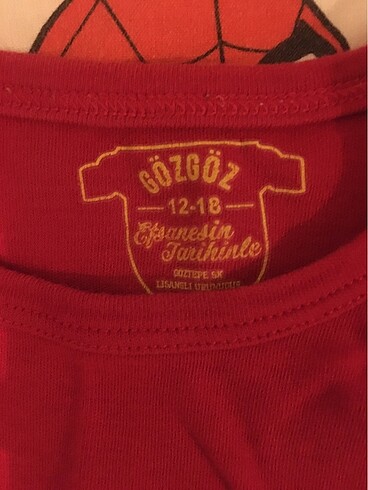 GÖZGÖZ
12-18
Efsanesin
Tarihinle
GÖZTEPE SK
LİSANSLI ÜRÜNÜDÜR